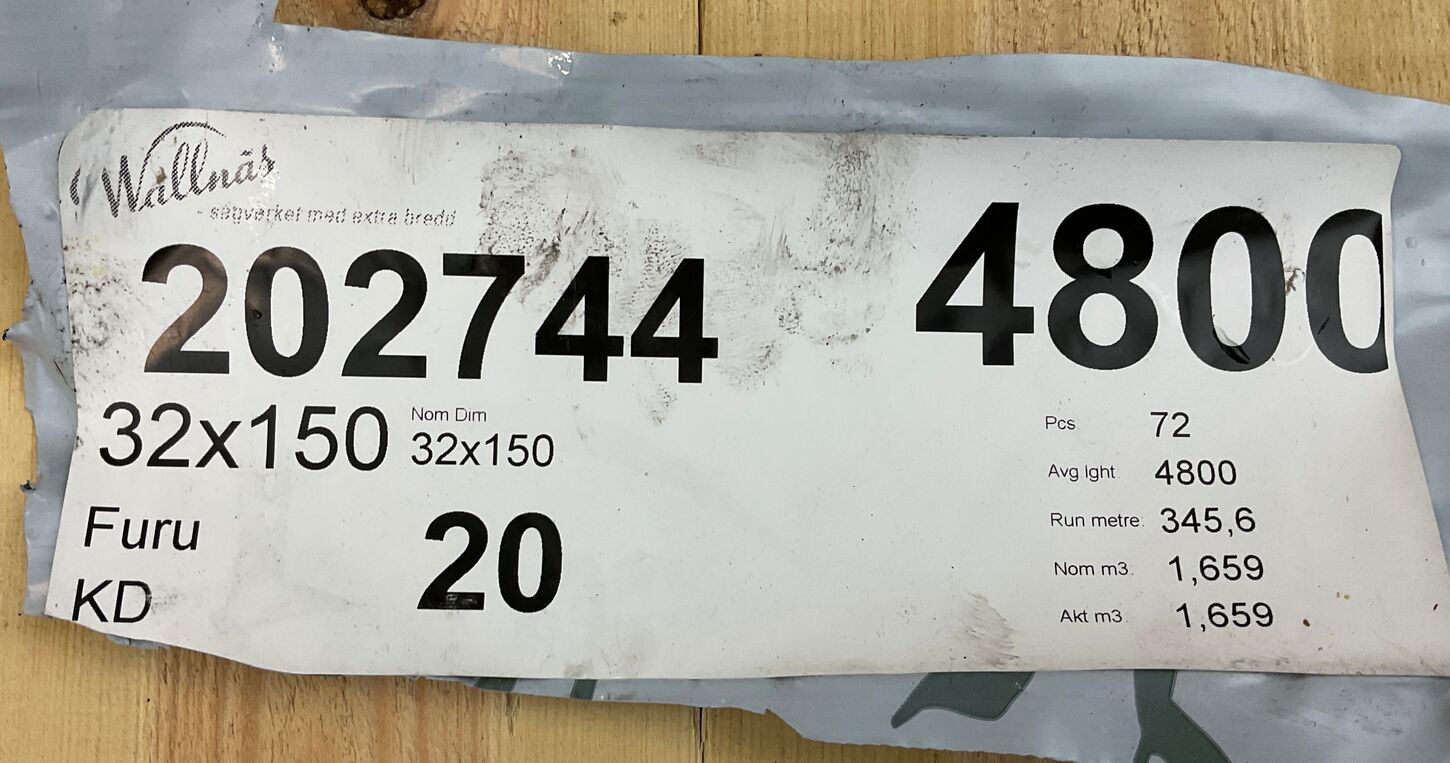 Wallnäs
- sågverket med extra bredd
202744
4800
32x150
Nom Dim
32x150
Furu
KD
20
Pcs 72
Avg lght. 4800
Run metre: 345,6
Nom m3. 1,659
Akt m3. 1,659